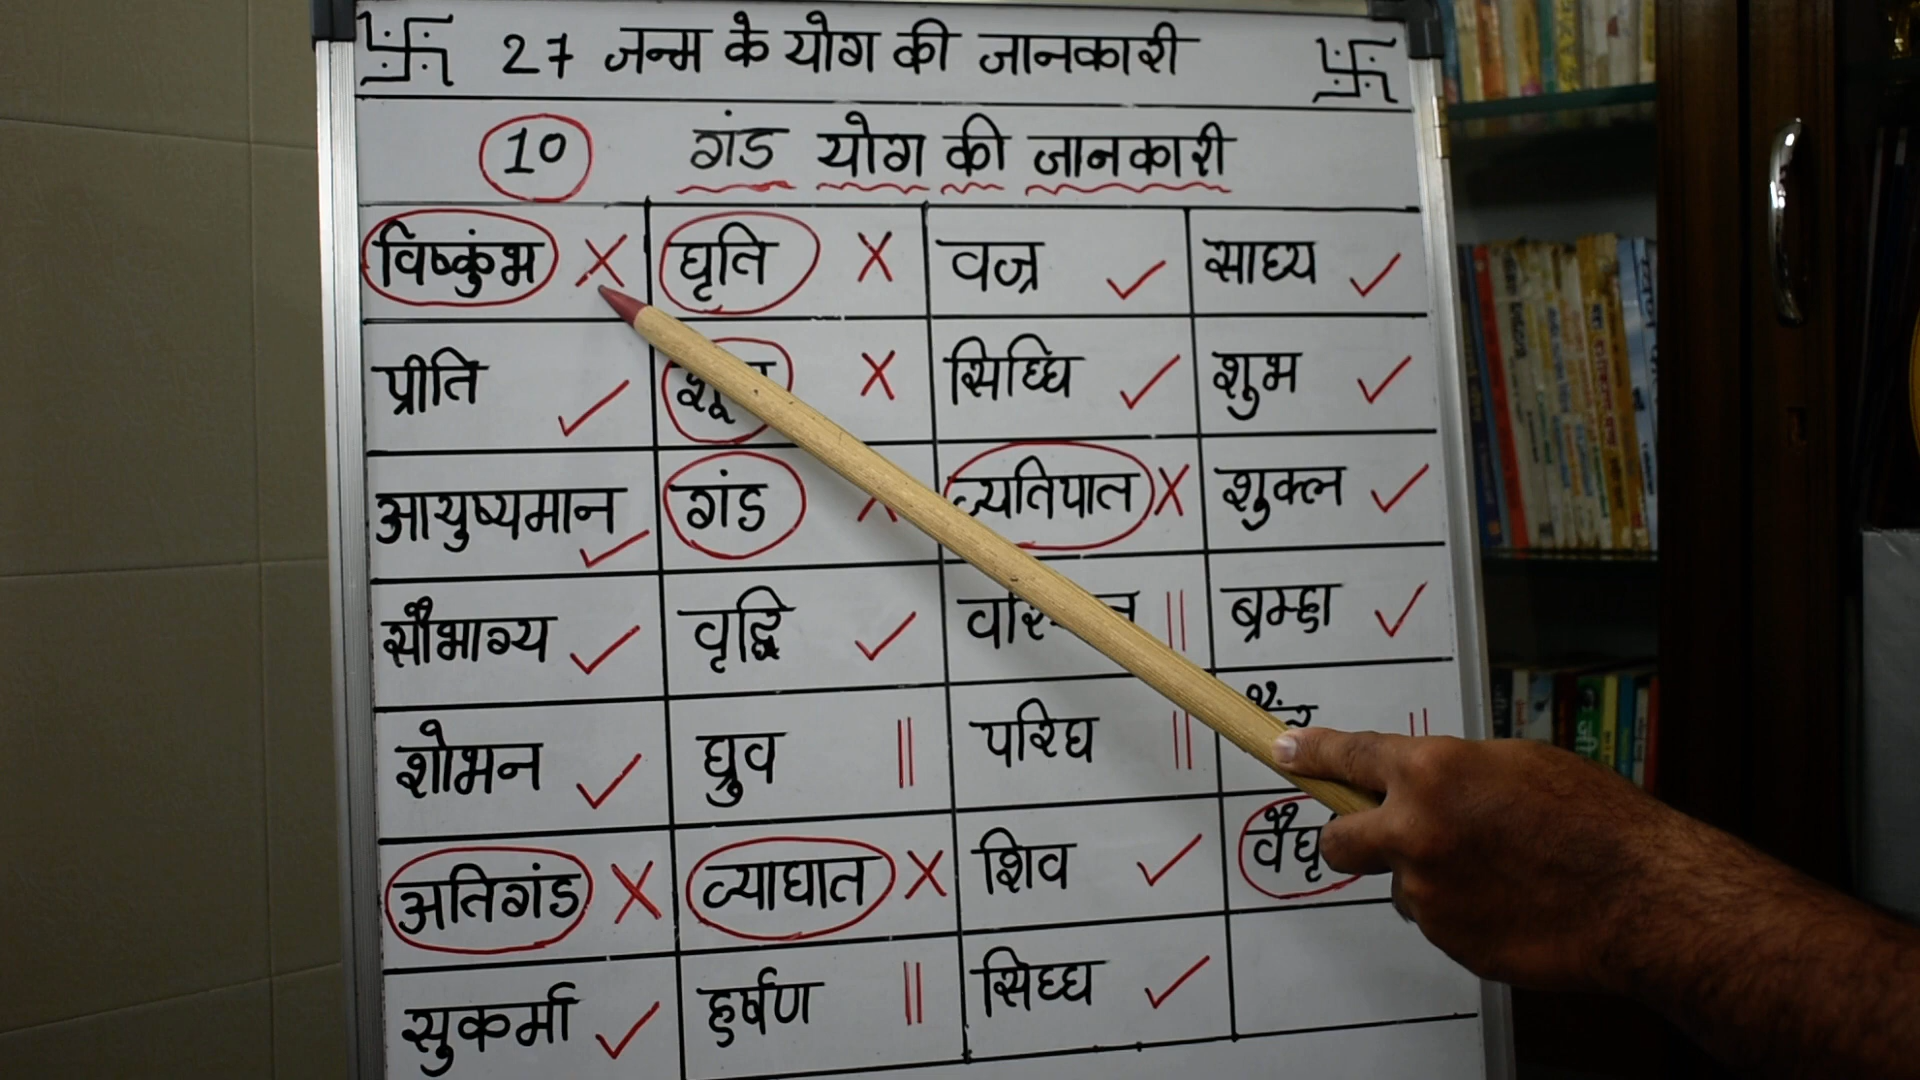 27 जन्म के योग की जानकारी
10 गंड योग की जानकारी
विष्कुंभ घृति वज्र साघ्य
प्रीति सिघ्घि शुभ
आयुष्यमान गंड व्यतिपात शुक्ल
सौभाग्य वृद्धि ब्रम्हा
शोभन घ्रुव परिघ
अतिगंड व्याघात शिव
सुकर्मा हर्षण सिघ्घ